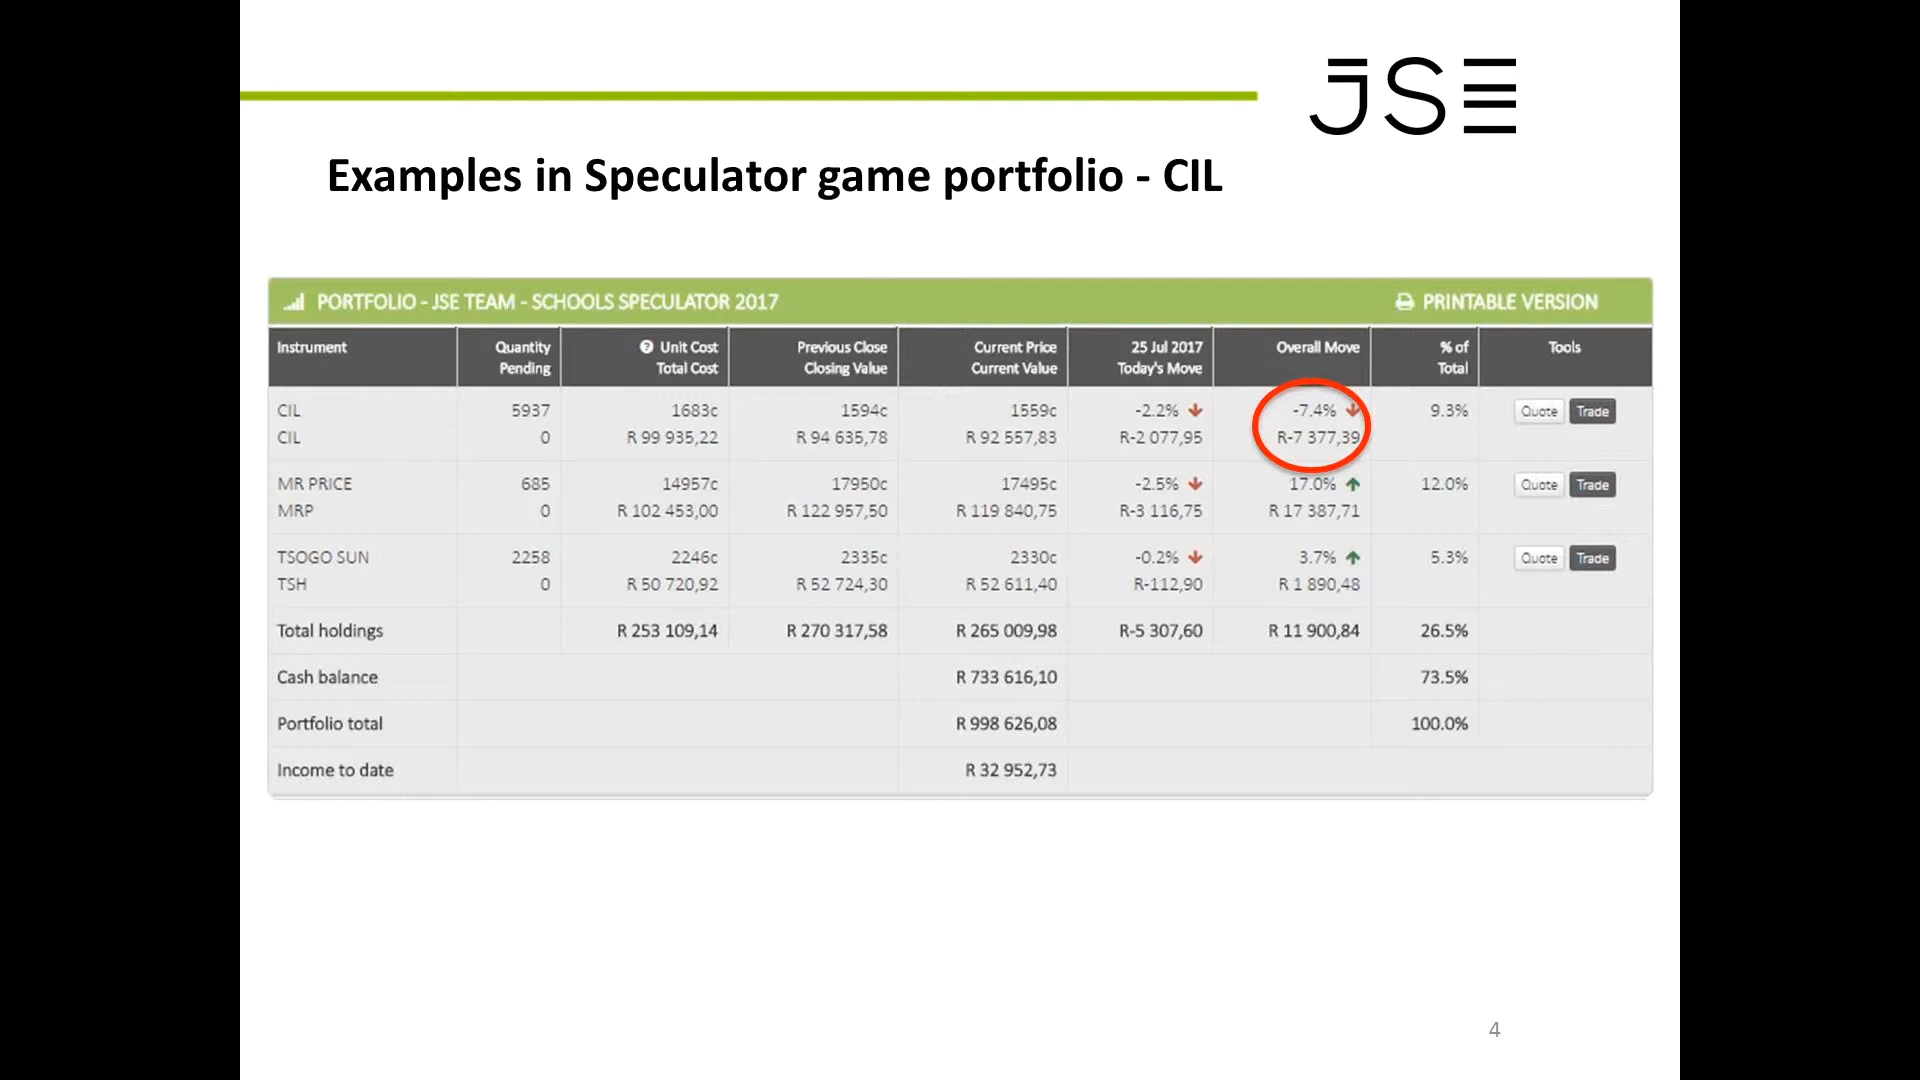 JSE
Examples in Speculator game portfolio - CIL
PORTFOLIO - JSE TEAM - SCHOOLS SPECULATOR 2017 PRINTABLE VERSION
Instrument Quantity Unit Cost Previous Close Current Price 25 Jul 2017 Overall Move % of Tools
Pending Total Cost Closing Value Current Value Today's Move Total
CIL 5937 1683c 1594c 1559c -2.2% -7.4% 9.3% Quote Trade
CIL 0 R 99 935,22 R 94 635,78 R 92 557,83 R-2 077,95 R-7 377,39
MR PRICE 685 14957c 17950c 17495c -2.5% 17.0% 12.0% Quote Trade
MRP 0 R 102 453,00 R 122 957,50 R 119 840,75 R-3 116,75 R 17 387,71
TSOGO SUN 2258 2246c 2335c 2330c -0.2% 3.7% 5.3% Quote Trade
TSH 0 R 50 720,92 R 52 724,30 R 52 611,40 R-112,90 R 1 890,48
Total holdings R 253 109,14 R 270 317,58 R 265 009,98 R-5 307,60 R 11 900,84 26.5%
Cash balance R 733 616,10 73.5%
Portfolio total R 998 626,08 100.0%
Income to date R 32 952,73
4